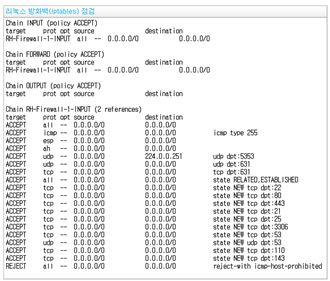 리눅스 방화벽(iptables) 점검
Chain INPUT (policy ACCEPT)
target prot opt source destination
RH-Firewall-1-INPUT all -- 0.0.0.0/0 0.0.0.0/0
Chain FORWARD (policy ACCEPT)
target prot opt source destination
RH-Firewall-1-INPUT all -- 0.0.0.0/0 0.0.0.0/0
Chain OUTPUT (policy ACCEPT)
target prot opt source destination
Chain RH-Firewall-1-INPUT (2 references)
target prot opt source destination
ACCEPT all -- 0.0.0.0/0 0.0.0.0/0
ACCEPT icmp -- 0.0.0.0/0 0.0.0.0/0 icmp type 255
ACCEPT esp -- 0.0.0.0/0 0.0.0.0/0
ACCEPT ah -- 0.0.0.0/0 0.0.0.0/0
ACCEPT udp -- 0.0.0.0/0 224.0.0.251 udp dpt:5353
ACCEPT udp -- 0.0.0.0/0 0.0.0.0/0 udp dpt:631
ACCEPT tcp -- 0.0.0.0/0 0.0.0.0/0 tcp dpt:631
ACCEPT all -- 0.0.0.0/0 0.0.0.0/0 state RELATED,ESTABLISHED
ACCEPT tcp -- 0.0.0.0/0 0.0.0.0/0 state NEW tcp dpt:22
ACCEPT tcp -- 0.0.0.0/0 0.0.0.0/0 state NEW tcp dpt:80
ACCEPT tcp -- 0.0.0.0/0 0.0.0.0/0 state NEW tcp dpt:443
ACCEPT tcp -- 0.0.0.0/0 0.0.0.0/0 state NEW tcp dpt:21
ACCEPT tcp -- 0.0.0.0/0 0.0.0.0/0 state NEW tcp dpt:25
ACCEPT tcp -- 0.0.0.0/0 0.0.0.0/0 state NEW tcp dpt:3306
ACCEPT tcp -- 0.0.0.0/0 0.0.0.0/0 state NEW tcp dpt:53
ACCEPT udp -- 0.0.0.0/0 0.0.0.0/0 state NEW udp dpt:53
ACCEPT tcp -- 0.0.0.0/0 0.0.0.0/0 state NEW tcp dpt:110
ACCEPT tcp -- 0.0.0.0/0 0.0.0.0/0 state NEW tcp dpt:143
REJECT all -- 0.0.0.0/0 0.0.0.0/0 reject-with icmp-host-prohibited